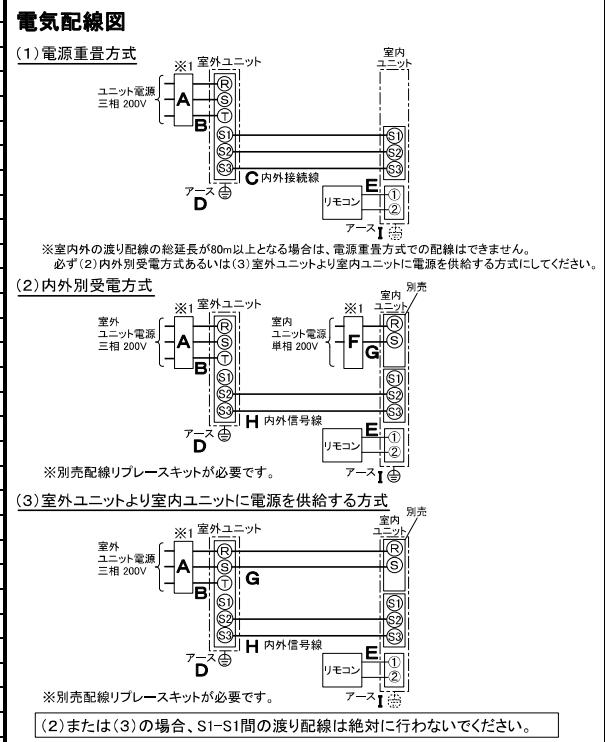 電気配線図
(1)電源重畳方式
※1 室外ユニット
室内
ユニット
ユニット電源
三相 200V
A
B
R
S
T
S1
S2
S3
S1
S2
S3
C 内外接続線
アース
D
リモコン
E
①
②
アース I
※室内外の渡り配線の総延長が80m以上となる場合は、電源重畳方式での配線はできません。
必ず(2)内外別受電方式あるいは(3)室外ユニットより室内ユニットに電源を供給する方式にしてください。
(2)内外別受電方式
※1 室外ユニット
※1
室内
ユニット
別売
室外
ユニット電源
三相 200V
A
B
R
S
T
S1
S2
S3
室内
ユニット電源
単相 200V
F
G
R
S
S1
S2
S3
H 内外信号線
アース
D
リモコン
E
①
②
アース I
※別売配線リプレースキットが必要です。
(3)室外ユニットより室内ユニットに電源を供給する方式
※1 室外ユニット
室内
ユニット
別売
室外
ユニット電源
三相 200V
A
B
R
S
T
S1
S2
S3
G
R
S
S1
S2
S3
H 内外信号線
アース
D
リモコン
E
①
②
アース I
※別売配線リプレースキットが必要です。
(2)または(3)の場合、S1-S1間の渡り配線は絶対に行わないでください。